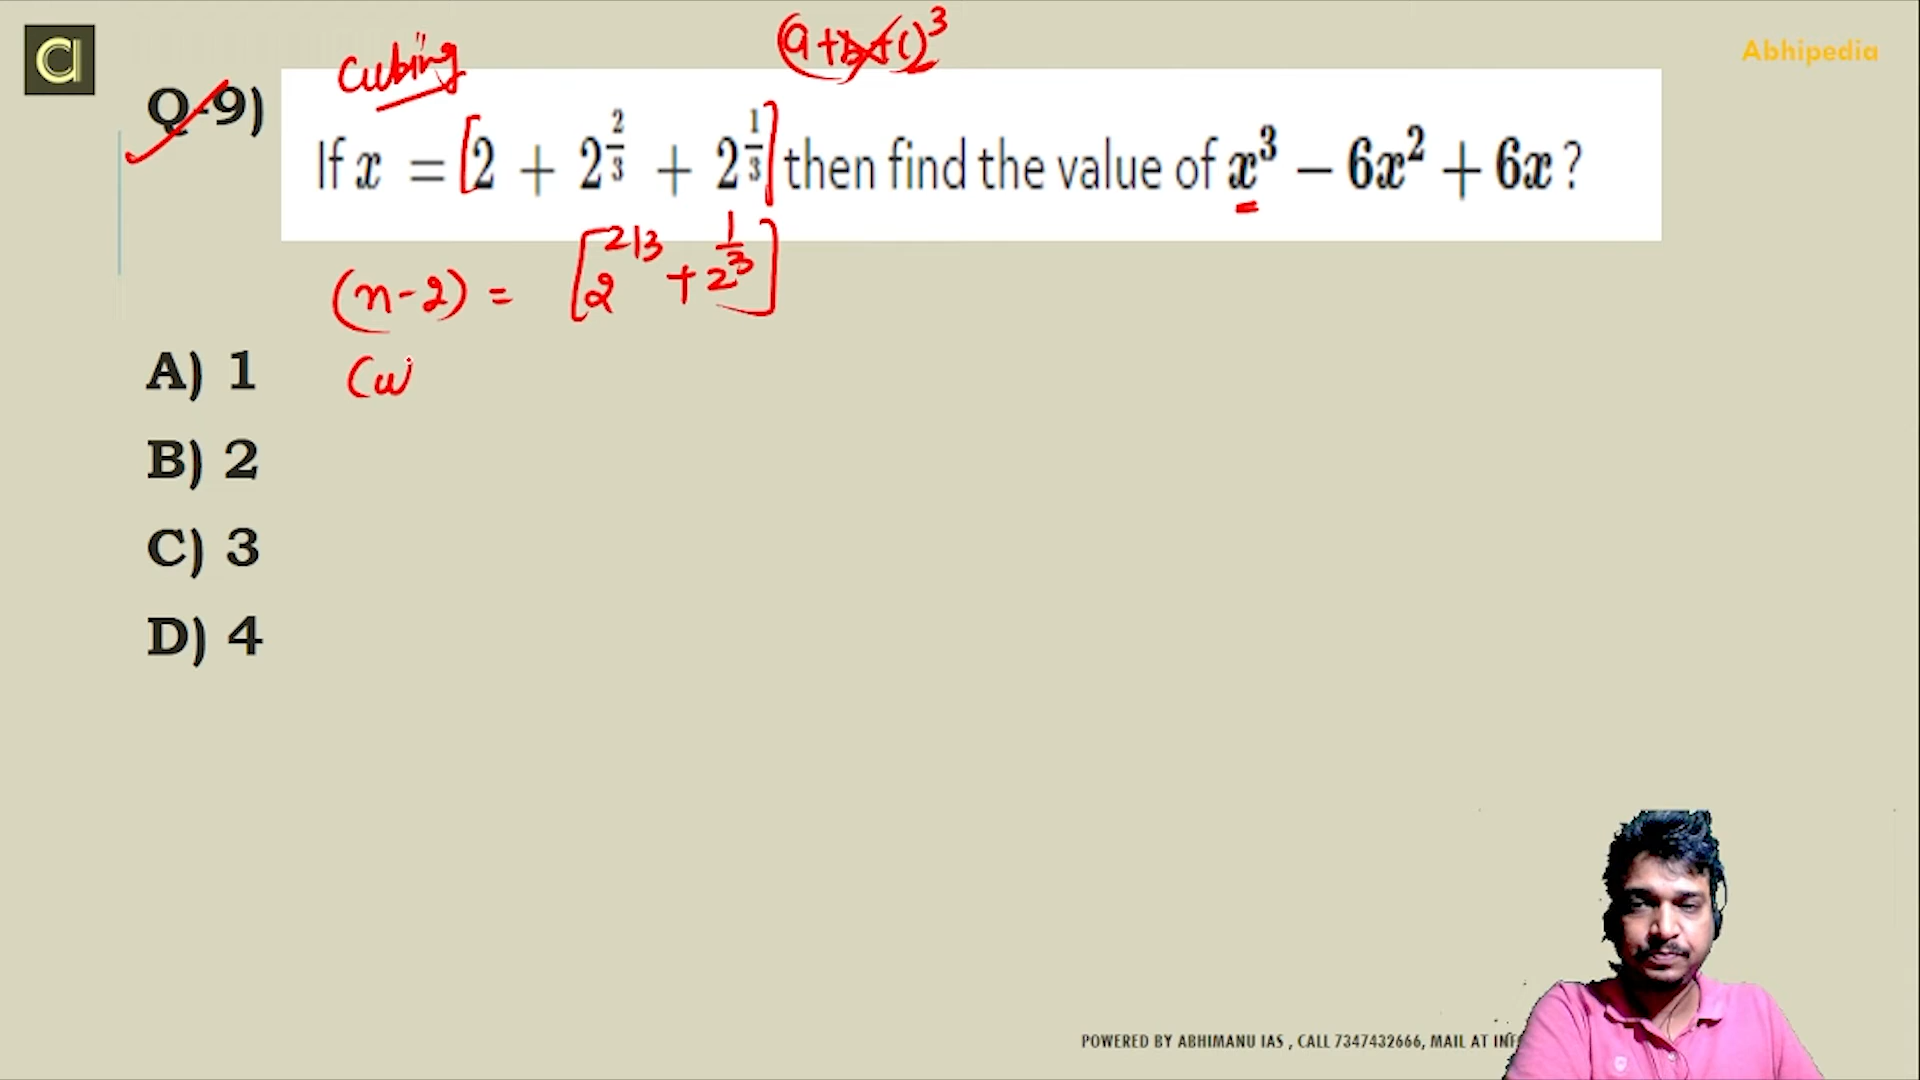 Abhipedia
cubing
(a+b+c)³
Q-9) If x = [2 + 2^(2/3) + 2^(1/3)] then find the value of x³ − 6x² + 6x ?
(n-2) = [2^(2/3) + 2^(1/3)]
A) 1
(u
B) 2
C) 3
D) 4
POWERED BY ABHIMANU IAS , CALL 7347432666, MAIL AT INF